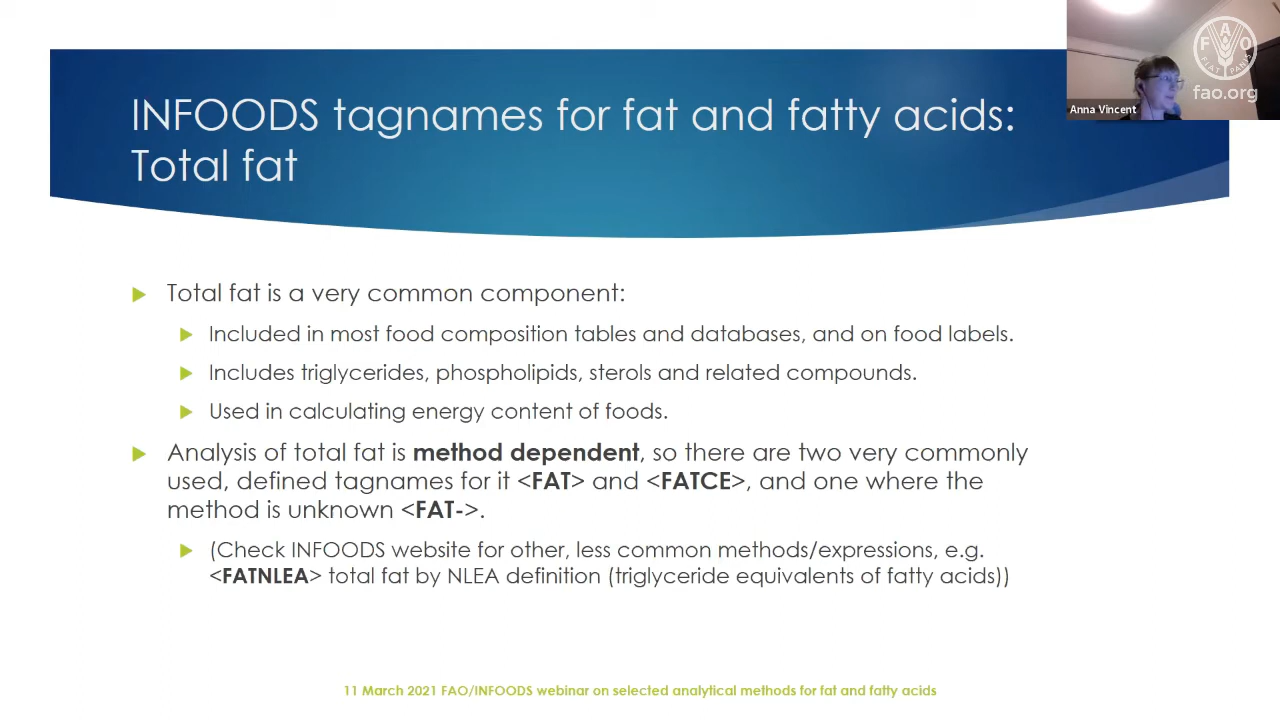 INFOODS tagnames for fat and fatty acids:
Total fat
Anna Vincent
F A O
FIAT PANIS
fao.org
Total fat is a very common component:
Included in most food composition tables and databases, and on food labels.
Includes triglycerides, phospholipids, sterols and related compounds.
Used in calculating energy content of foods.
Analysis of total fat is method dependent, so there are two very commonly
used, defined tagnames for it <FAT> and <FATCE>, and one where the
method is unknown <FAT->.
(Check INFOODS website for other, less common methods/expressions, e.g.
<FATNLEA> total fat by NLEA definition (triglyceride equivalents of fatty acids))
11 March 2021 FAO/INFOODS webinar on selected analytical methods for fat and fatty acids